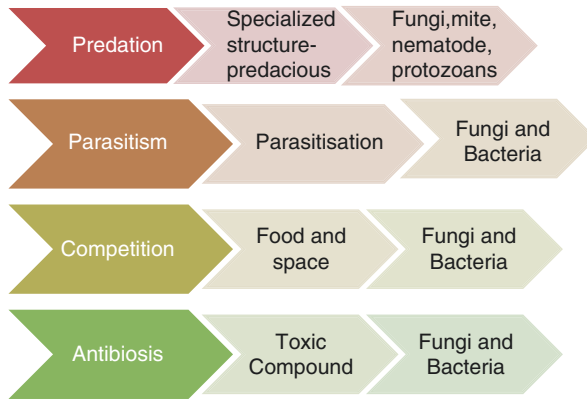 Predation
Specialized
structure-
predacious
Fungi,mite,
nematode,
protozoans
Parasitism
Parasitisation
Fungi and
Bacteria
Competition
Food and
space
Fungi and
Bacteria
Antibiosis
Toxic
Compound
Fungi and
Bacteria